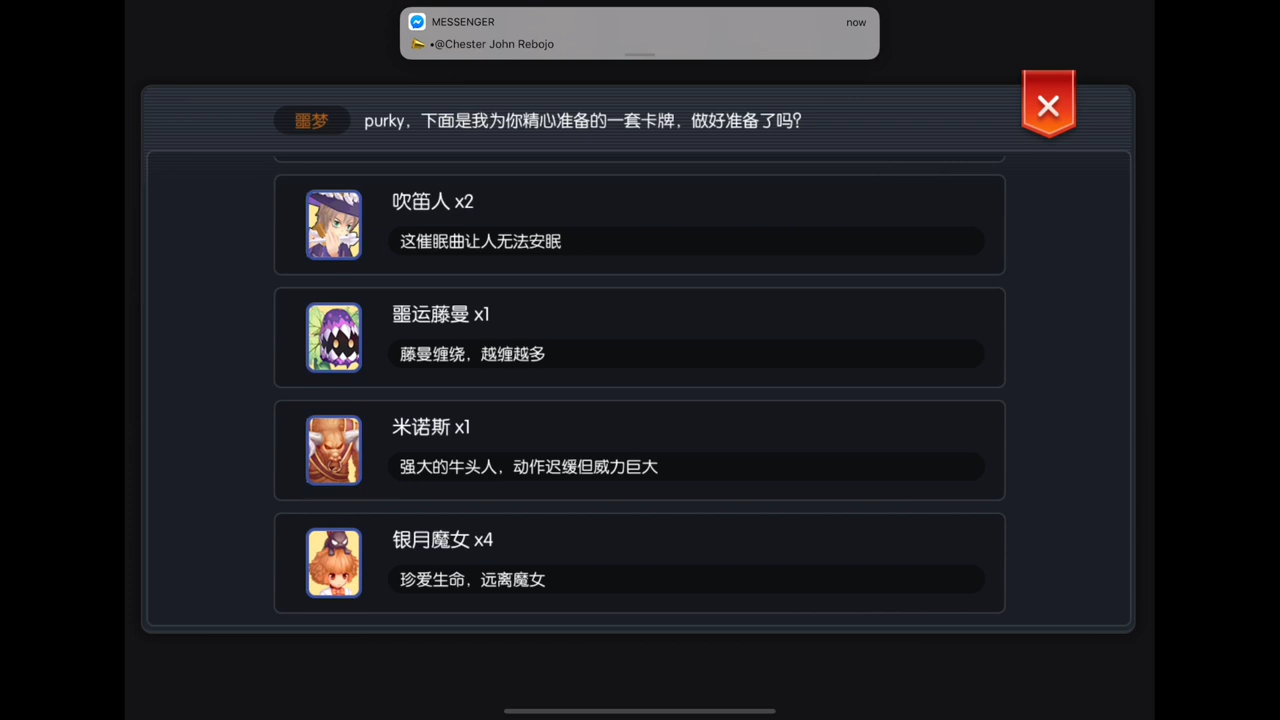 MESSENGER
now
•@Chester John Rebojo
噩梦
purky，下面是我为你精心准备的一套卡牌，做好准备了吗？
吹笛人 x2
这催眠曲让人无法安眠
噩运藤曼 x1
藤曼缠绕，越缠越多
米诺斯 x1
强大的牛头人，动作迟缓但威力巨大
银月魔女 x4
珍爱生命，远离魔女